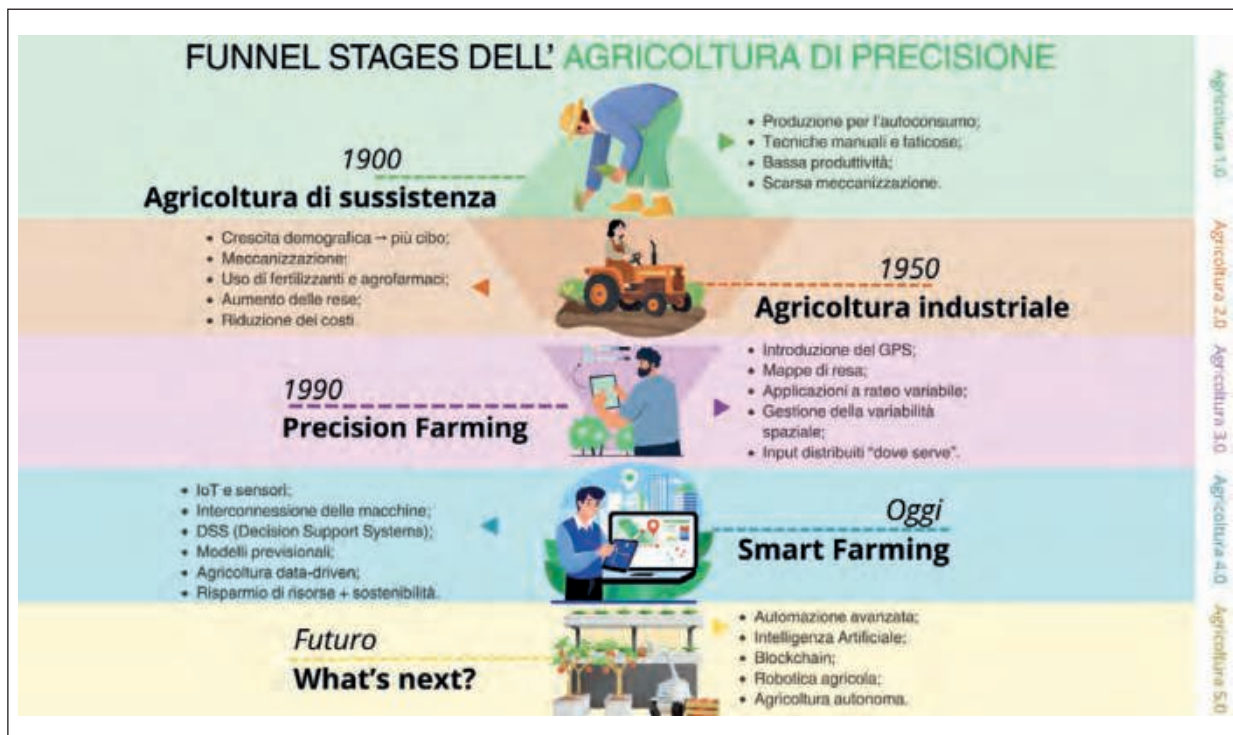 FUNNEL STAGES DELL' AGRICOLTURA DI PRECISIONE
1900
Agricoltura di sussistenza
• Produzione per l'autoconsumo;
• Tecniche manuali e faticose;
• Bassa produttività;
• Scarsa meccanizzazione.
Agricoltura 1.0
• Crescita demografica → più cibo;
• Meccanizzazione;
• Uso di fertilizzanti e agrofarmaci;
• Aumento delle rese;
• Riduzione dei costi.
1950
Agricoltura industriale
Agricoltura 2.0
1990
Precision Farming
• Introduzione del GPS;
• Mappe di resa;
• Applicazioni a rateo variabile;
• Gestione della variabilità
spaziale;
• Input distribuiti "dove serve".
Agricoltura 3.0
• IoT e sensori;
• Interconnessione delle macchine;
• DSS (Decision Support Systems);
• Modelli previsionali;
• Agricoltura data-driven;
• Risparmio di risorse + sostenibilità.
Oggi
Smart Farming
Agricoltura 4.0
Futuro
What's next?
• Automazione avanzata;
• Intelligenza Artificiale;
• Blockchain;
• Robotica agricola;
• Agricoltura autonoma.
Agricoltura 5.0